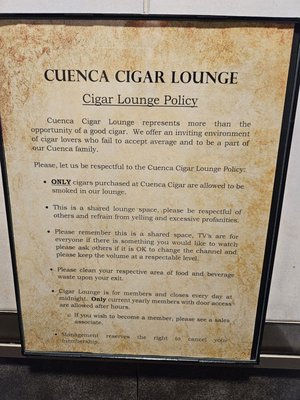 CUENCA CIGAR LOUNGE
Cigar Lounge Policy
Cuenca Cigar Lounge represents more than the
opportunity of a good cigar. We offer an inviting environment
of cigar lovers who fail to accept average and to be a part of
our Cuenca family.
Please, let us be respectful to the Cuenca Cigar Lounge Policy:
• ONLY cigars purchased at Cuenca Cigar are allowed to be
smoked in our lounge.
• This is a shared lounge space, please be respectful of
others and refrain from yelling and excessive profanities.
• Please remember this is a shared space, TV's are for
everyone if there is something you would like to watch
please ask others if it is OK to change the channel and
please keep the volume at a respectable level.
• Please clean your respective area of food and beverage
waste upon your exit.
• Cigar Lounge is for members and closes every day at
midnight. Only current yearly members with door access
are allowed after hours.
○ If you wish to become a member, please see a sales
associate.
• Management reserves the right to cancel your
membership.